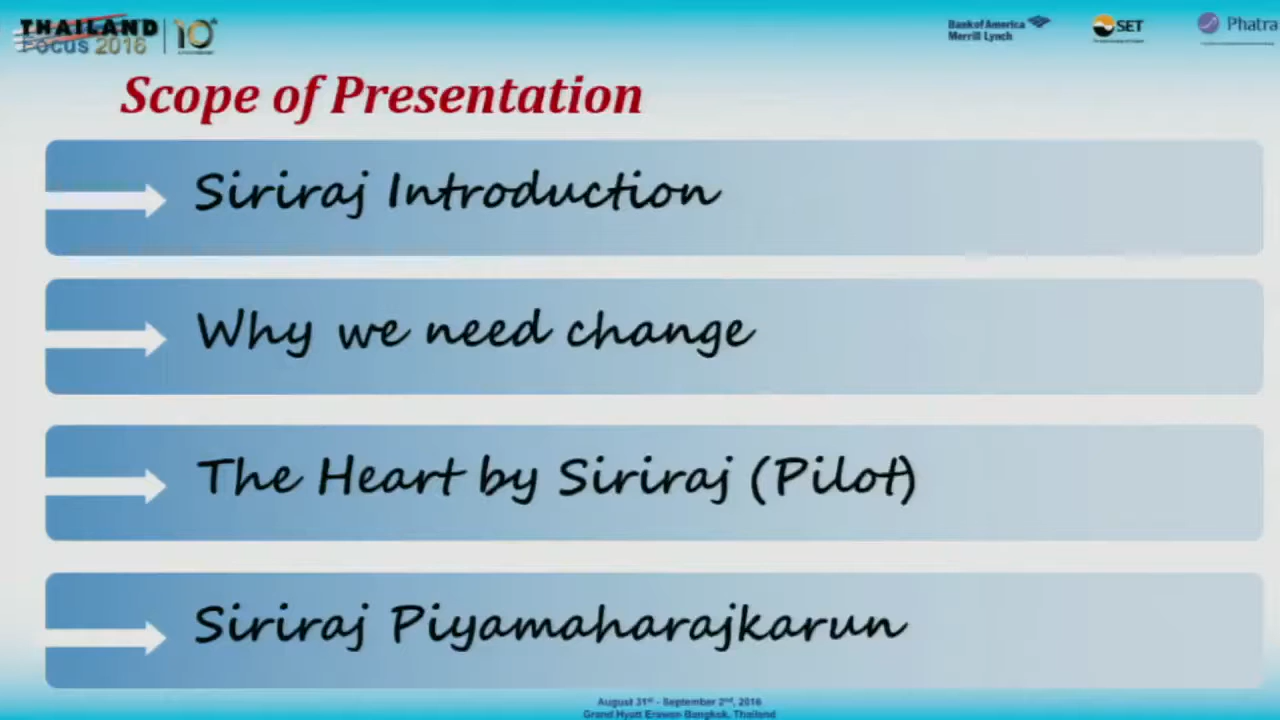 THAILAND
Focus 2016
10th
Bank of America
Merrill Lynch
SET
Phatra
Scope of Presentation
Siriraj Introduction
Why we need change
The Heart by Siriraj (Pilot)
Siriraj Piyamaharajkarun
August 31st - September 2nd, 2016
Grand Hyatt Erawan Bangkok, Thailand